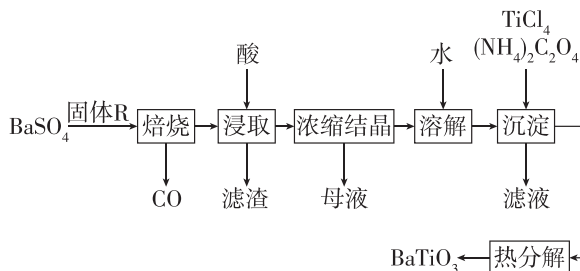 TiCl₄
酸 水 (NH₄)₂C₂O₄
BaSO₄ 固体R 焙烧 浸取 浓缩结晶 溶解 沉淀
CO 滤渣 母液 滤液
BaTiO₃ 热分解